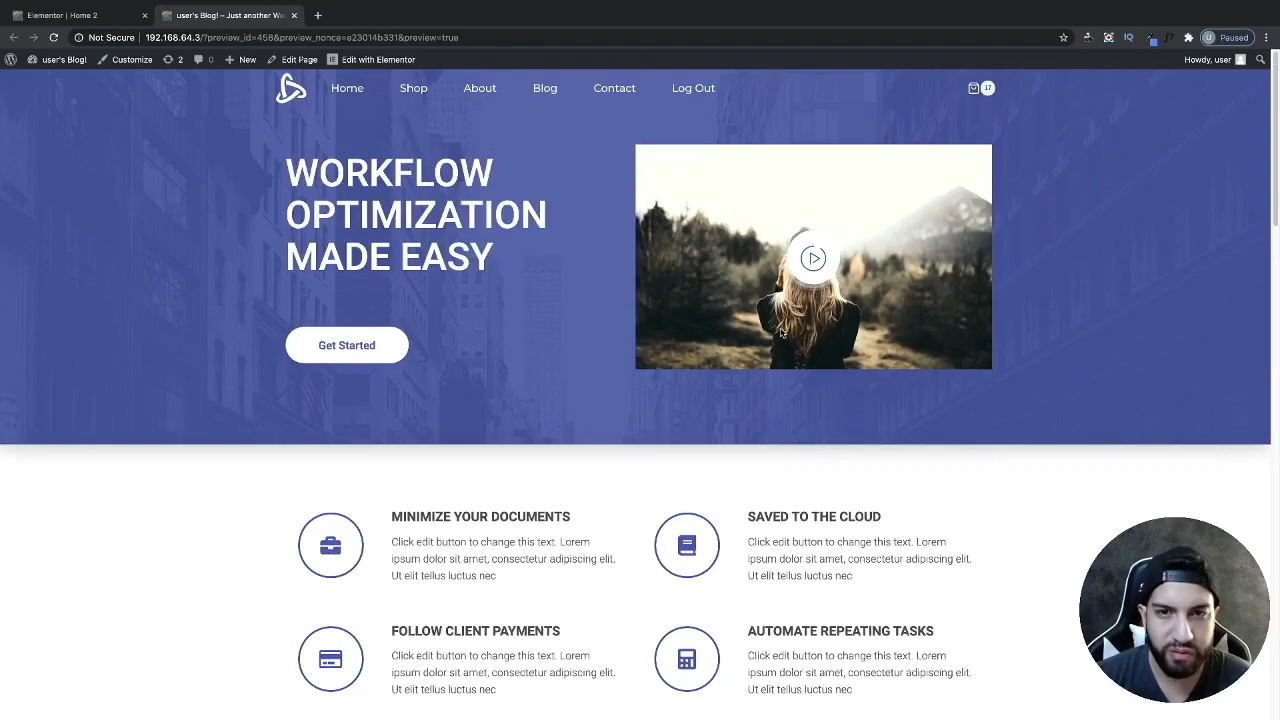 Elementor | Home 2
user's Blog! – Just another Wo
Not Secure 192.168.64.3/?preview_id=458&preview_nonce=e23014b331&preview=true
IQ
f?
U
Paused
user's Blog! Customize 2 0 New Edit Page Edit with Elementor
Howdy, user
Home Shop About Blog Contact Log Out
17
WORKFLOW
OPTIMIZATION
MADE EASY
Get Started
MINIMIZE YOUR DOCUMENTS
Click edit button to change this text. Lorem
ipsum dolor sit amet, consectetur adipiscing elit.
Ut elit tellus luctus nec
SAVED TO THE CLOUD
Click edit button to change this text. Lorem
ipsum dolor sit amet, consectetur adipiscing elit.
Ut elit tellus luctus nec
FOLLOW CLIENT PAYMENTS
Click edit button to change this text. Lorem
ipsum dolor sit amet, consectetur adipiscing elit.
Ut elit tellus luctus nec
AUTOMATE REPEATING TASKS
Click edit button to change this text. Lorem
ipsum dolor sit amet, consectetur adipiscing elit.
Ut elit tellus luctus nec